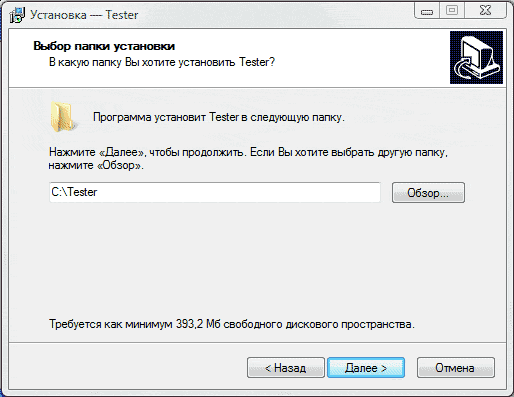 Установка — Tester
Выбор папки установки
В какую папку Вы хотите установить Tester?
Программа установит Tester в следующую папку.
Нажмите «Далее», чтобы продолжить. Если Вы хотите выбрать другую папку,
нажмите «Обзор».
C:\Tester
Обзор...
Требуется как минимум 393,2 Мб свободного дискового пространства.
< Назад
Далее >
Отмена